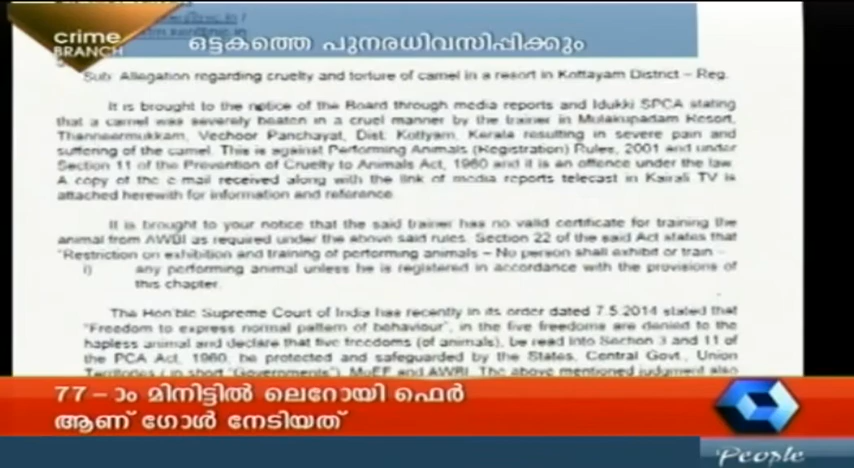 crime
BRANCH
ഒട്ടകത്തെ പുനരധിവസിപ്പിക്കും
Sub: Allegation regarding cruelty and torture of camel in a resort in Kottayam District – Reg.
It is brought to the notice of the Board through media reports and Idukki SPCA stating
that a camel was severely beaten in a cruel manner by the trainer in Mulakupadam Resort,
Thanneermukkam, Vechoor Panchayat, Dist: Kottyam, Kerala resulting in severe pain and
suffering of the camel. This is against Performing Animals (Registration) Rules, 2001 and under
Section 11 of the Prevention of Cruelty to Animals Act, 1960 and it is an offence under the law.
A copy of the e-mail received along with the link of media reports telecast in Kairali TV is
attached herewith for information and reference.
It is brought to your notice that the said trainer has no valid certificate for training the
animal from AWBI as required under the above said rules. Section 22 of the said Act states that
"Restriction on exhibition and training of performing animals – No person shall exhibit or train –
i) any performing animal unless he is registered in accordance with the provisions of
this chapter.
The Hon'ble Supreme Court of India has recently in its order dated 7.5.2014 stated that
"Freedom to express normal pattern of behaviour", in the five freedoms are denied to the
hapless animal and declare that five freedoms (of animals), be read into Section 3 and 11 of
the PCA Act, 1960, be protected and safeguarded by the States, Central Govt., Union
Territories ( in short "Governments"), MoEF and AWBI. The above mentioned judgment also
77 – ാം മിനിട്ടിൽ ലെറോയി ഫെർ
ആണ് ഗോൾ നേടിയത്
People